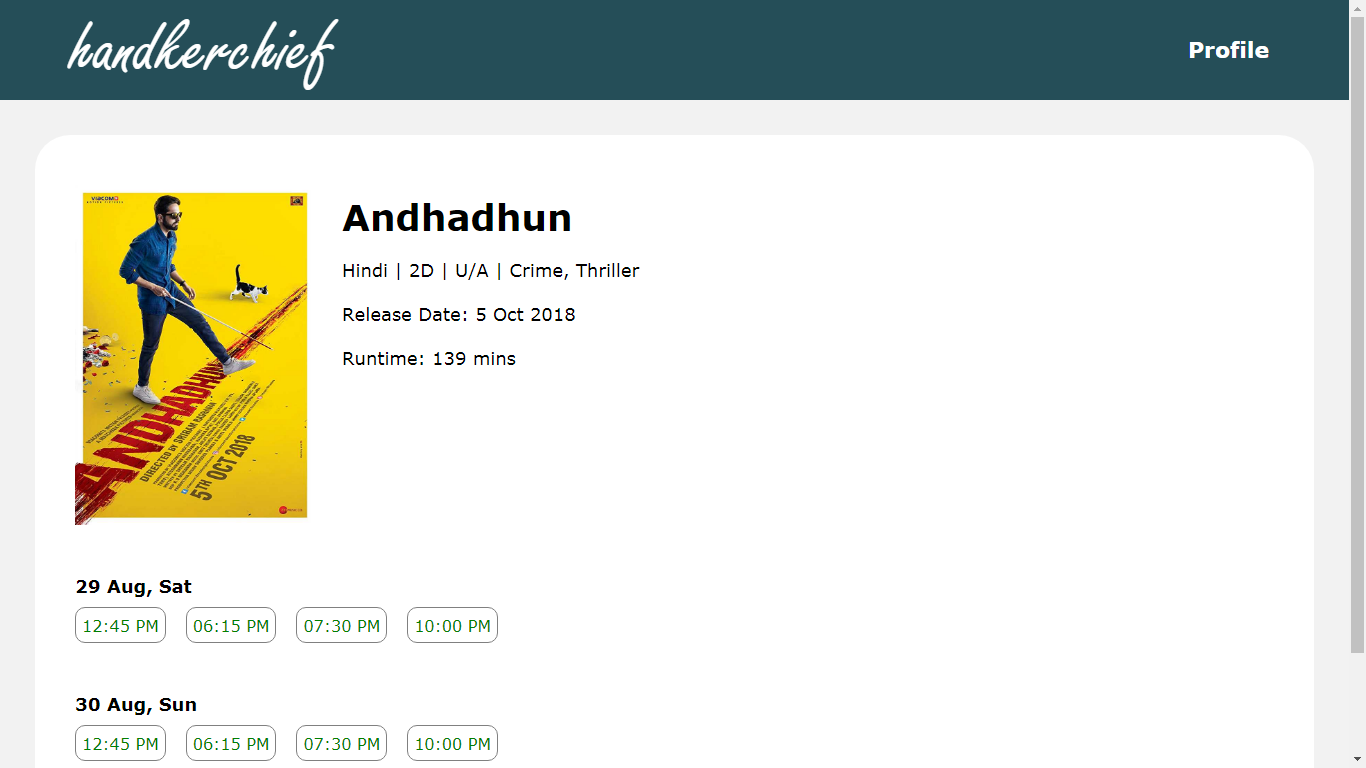 handkerchief
Profile
VIACOM18
ANDHADHUN
DIRECTED BY SRIRAM RAGHAVAN
5TH OCT 2018
Andhadhun
Hindi | 2D | U/A | Crime, Thriller
Release Date: 5 Oct 2018
Runtime: 139 mins
29 Aug, Sat
12:45 PM 06:15 PM 07:30 PM 10:00 PM
30 Aug, Sun
12:45 PM 06:15 PM 07:30 PM 10:00 PM